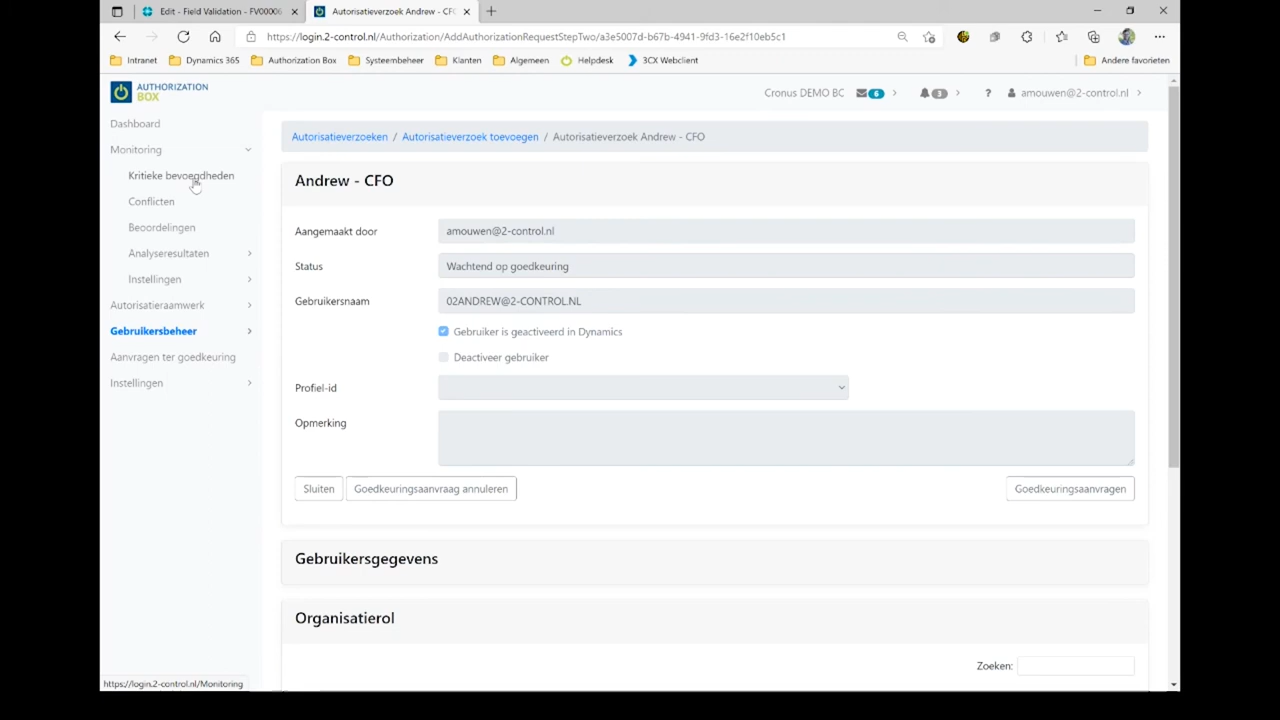 Edit - Field Validation - FV00006
Autorisatieverzoek Andrew - CFO
https://login.2-control.nl/Authorization/AddAuthorizationRequestStepTwo/a3e5007d-b67b-4941-9fd3-16e2f10eb5c1
Intranet
Dynamics 365
Authorization Box
Systeembeheer
Klanten
Algemeen
Helpdesk
3CX Webclient
Andere favorieten
AUTHORIZATION
BOX
Cronus DEMO BC
6
3
?
amouwen@2-control.nl
Dashboard
Monitoring
Kritieke bevoegdheden
Conflicten
Beoordelingen
Analyseresultaten
Instellingen
Autorisatieraamwerk
Gebruikersbeheer
Aanvragen ter goedkeuring
Instellingen
Autorisatieverzoeken / Autorisatieverzoek toevoegen / Autorisatieverzoek Andrew - CFO
Andrew - CFO
Aangemaakt door
amouwen@2-control.nl
Status
Wachtend op goedkeuring
Gebruikersnaam
02ANDREW@2-CONTROL.NL
Gebruiker is geactiveerd in Dynamics
Deactiveer gebruiker
Profiel-id
Opmerking
Sluiten
Goedkeuringsaanvraag annuleren
Goedkeuringsaanvragen
Gebruikersgegevens
Organisatierol
Zoeken:
https://login.2-control.nl/Monitoring